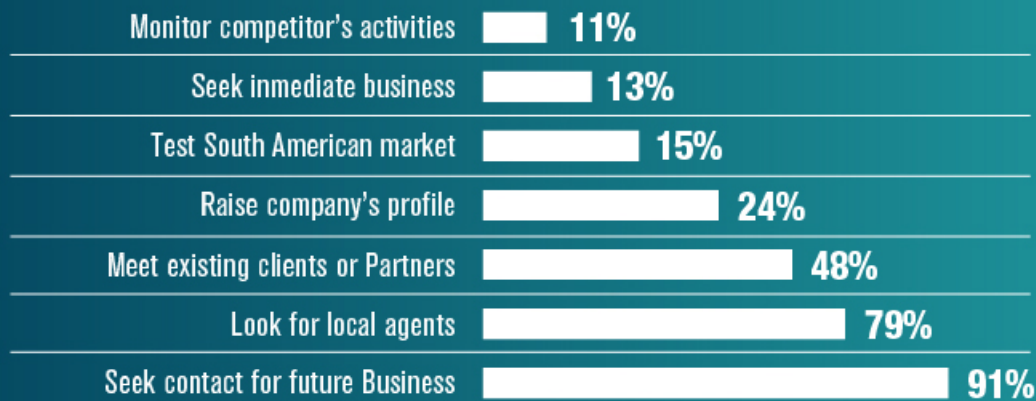 Monitor competitor's activities 11%
Seek inmediate business 13%
Test South American market 15%
Raise company's profile 24%
Meet existing clients or Partners 48%
Look for local agents 79%
Seek contact for future Business 91%